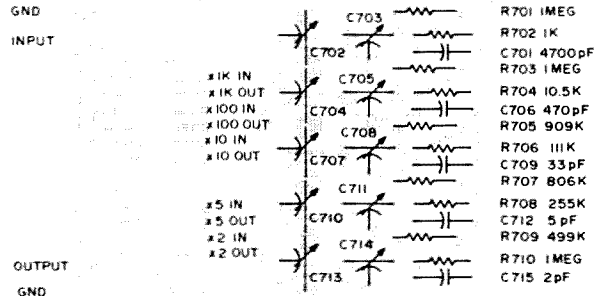 GND
INPUT
x1K IN
x1K OUT
x100 IN
x100 OUT
x10 IN
x10 OUT
x5 IN
x5 OUT
x2 IN
x2 OUT
OUTPUT
GND
C703
C702
C705
C704
C708
C707
C711
C710
C714
C713
R701 1MEG
R702 1K
C701 4700pF
R703 1MEG
R704 10.5K
C706 470pF
R705 909K
R706 111K
C709 33pF
R707 806K
R708 255K
C712 5pF
R709 499K
R710 1MEG
C715 2pF